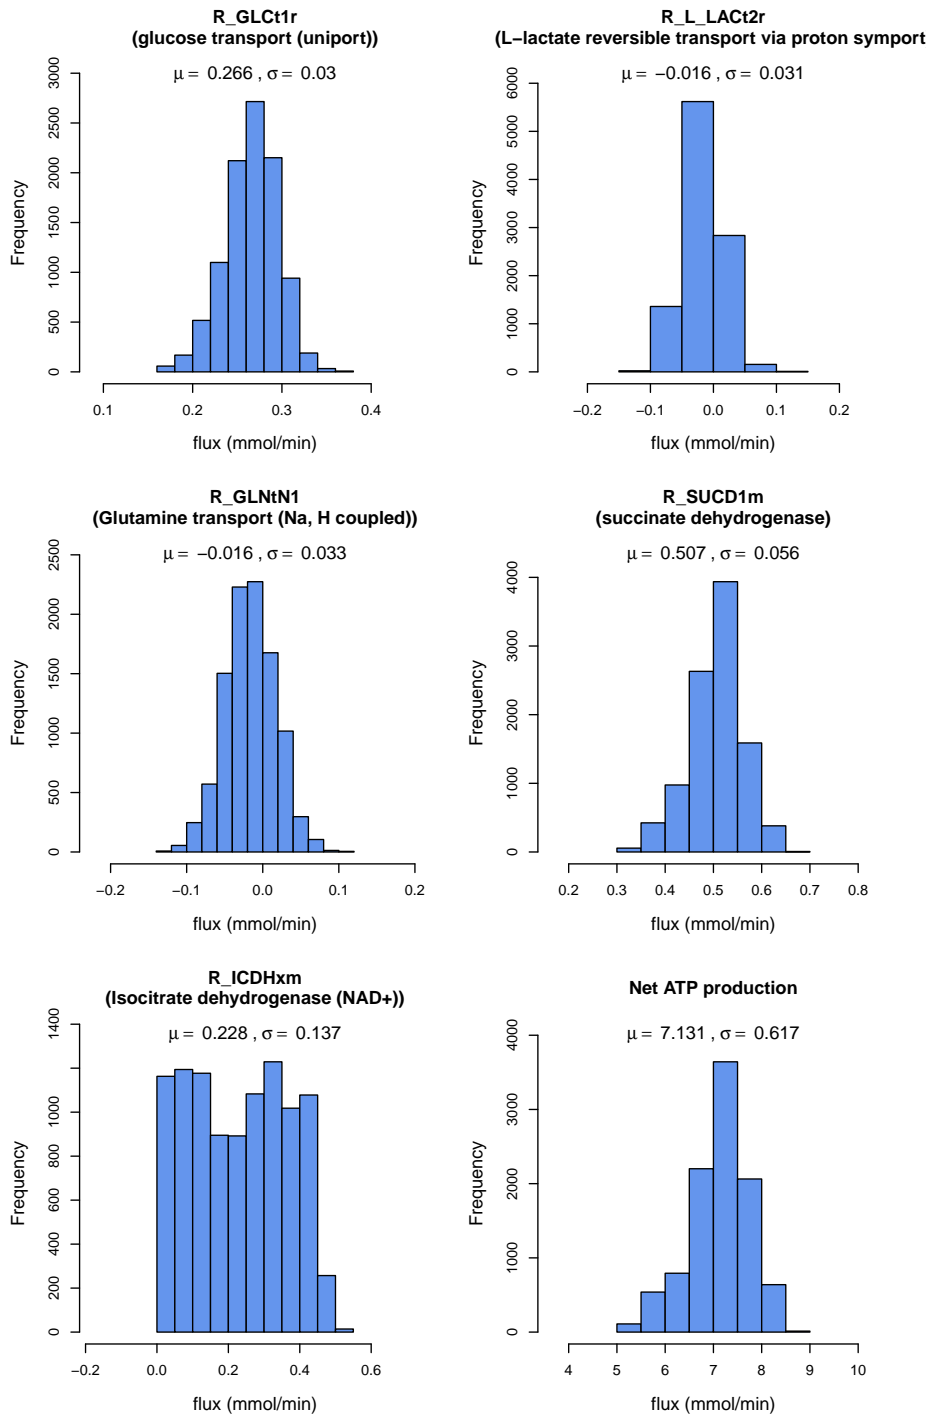 R_GLCt1r
(glucose transport (uniport))
μ = 0.266 , σ = 0.03
Frequency
3000
2500
2000
1500
1000
500
0
0.1 0.2 0.3 0.4
flux (mmol/min)
R_L_LACt2r
(L−lactate reversible transport via proton symport
μ = −0.016 , σ = 0.031
Frequency
6000
5000
4000
3000
2000
1000
0
−0.2 −0.1 0.0 0.1 0.2
flux (mmol/min)
R_GLNtN1
(Glutamine transport (Na, H coupled))
μ = −0.016 , σ = 0.033
Frequency
2500
2000
1500
1000
500
0
−0.2 −0.1 0.0 0.1 0.2
flux (mmol/min)
R_SUCD1m
(succinate dehydrogenase)
μ = 0.507 , σ = 0.056
Frequency
4000
3000
2000
1000
0
0.2 0.3 0.4 0.5 0.6 0.7 0.8
flux (mmol/min)
R_ICDHxm
(Isocitrate dehydrogenase (NAD+))
μ = 0.228 , σ = 0.137
Frequency
1400
1000
800
600
400
200
0
−0.2 0.0 0.2 0.4 0.6
flux (mmol/min)
Net ATP production
μ = 7.131 , σ = 0.617
Frequency
4000
3000
2000
1000
0
4 5 6 7 8 9 10
flux (mmol/min)